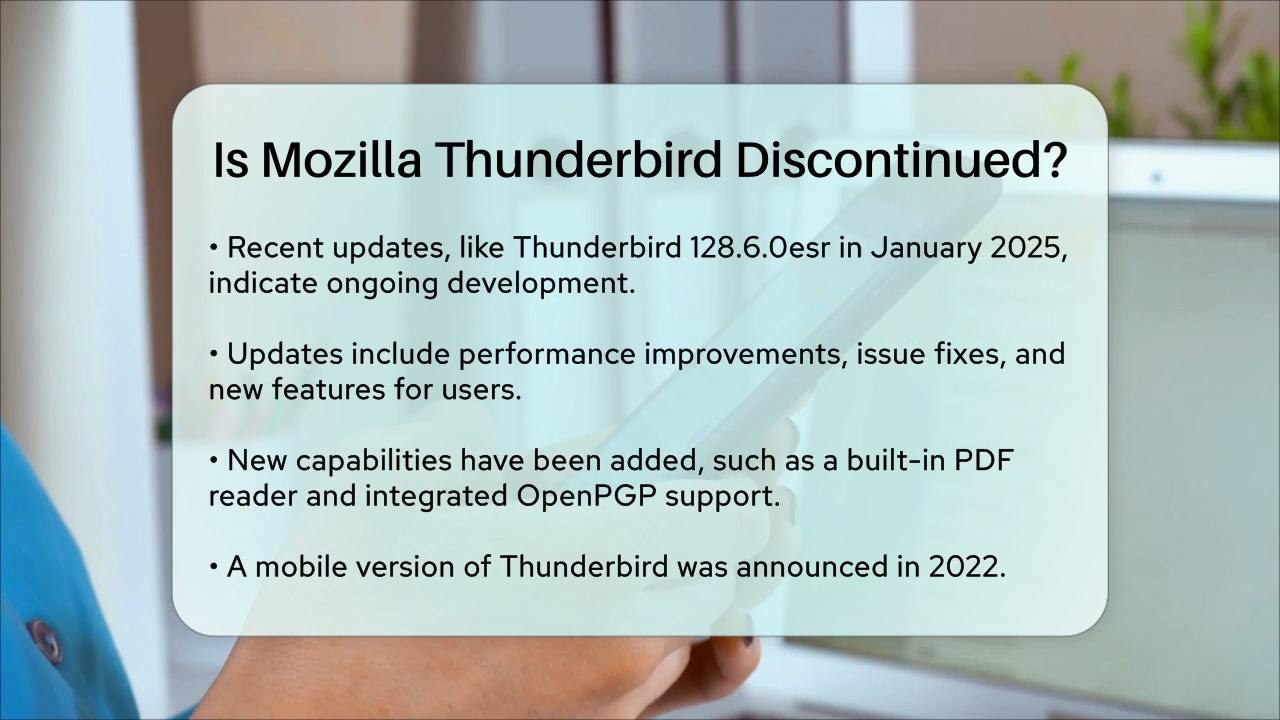 Is Mozilla Thunderbird Discontinued?
• Recent updates, like Thunderbird 128.6.0esr in January 2025,
indicate ongoing development.
• Updates include performance improvements, issue fixes, and
new features for users.
• New capabilities have been added, such as a built-in PDF
reader and integrated OpenPGP support.
• A mobile version of Thunderbird was announced in 2022.